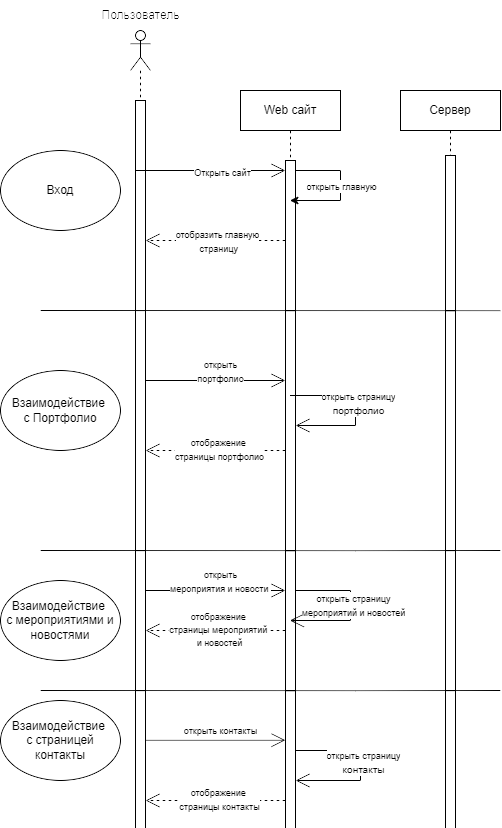 Пользователь
Web сайт
Сервер
Вход
Открыть сайт
открыть главную
отобразить главную
страницу
Взаимодействие
с Портфолио
открыть
портфолио
открыть страницу
портфолио
отображение
страницы портфолио
Взаимодействие
с мероприятиями и
новостями
открыть
мероприятия и новости
открыть страницу
мероприятий и новостей
отображение
страницы мероприятий
и новостей
Взаимодействие
с страницей
контакты
открыть контакты
открыть страницу
контакты
отображение
страницы контакты